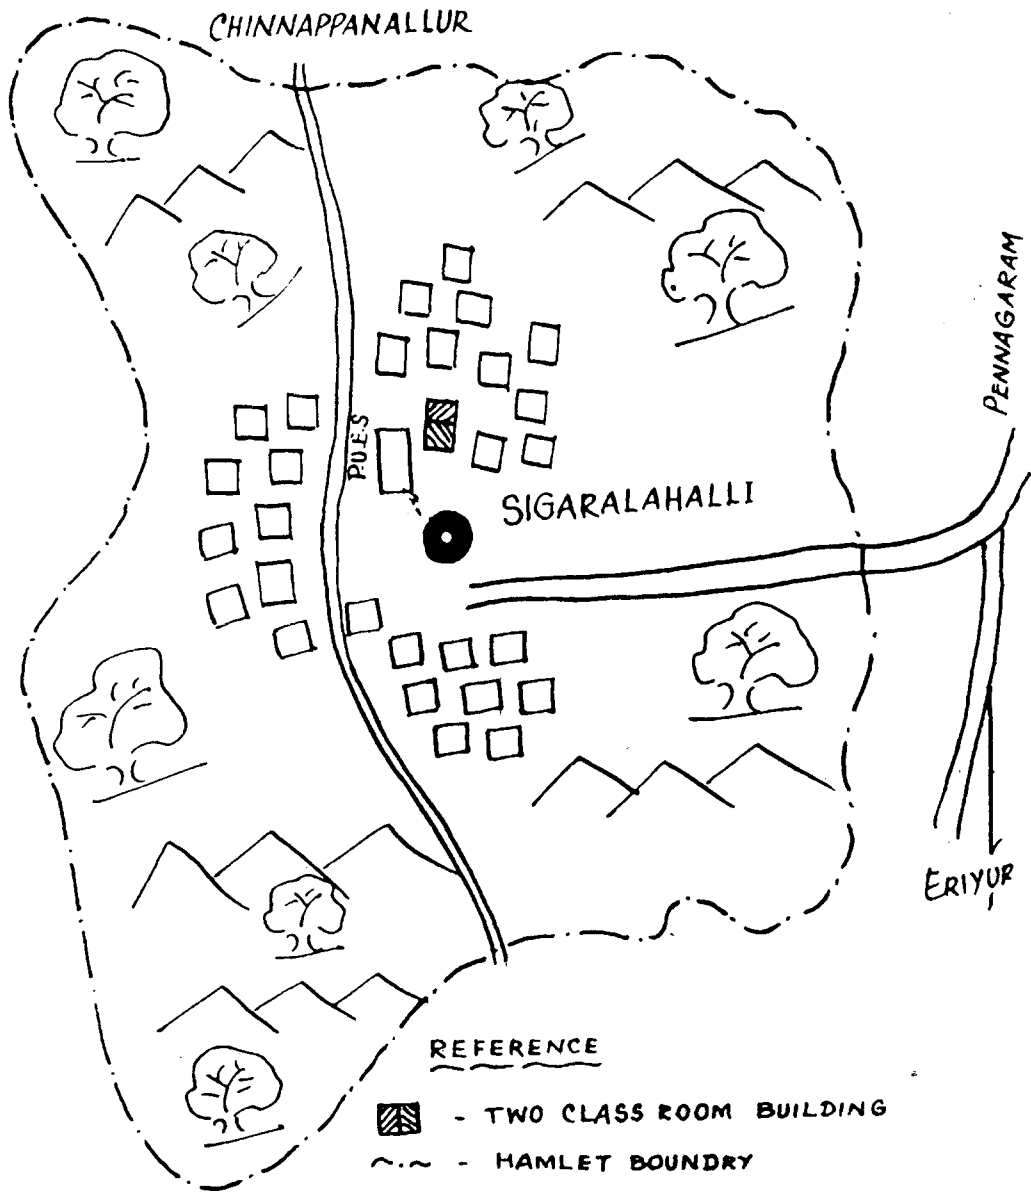 CHINNAPPANALLUR
PENNAGARAM
P.U.E.S
SIGARALAHALLI
ERIYUR
REFERENCE
- TWO CLASS ROOM BUILDING
- HAMLET BOUNDRY